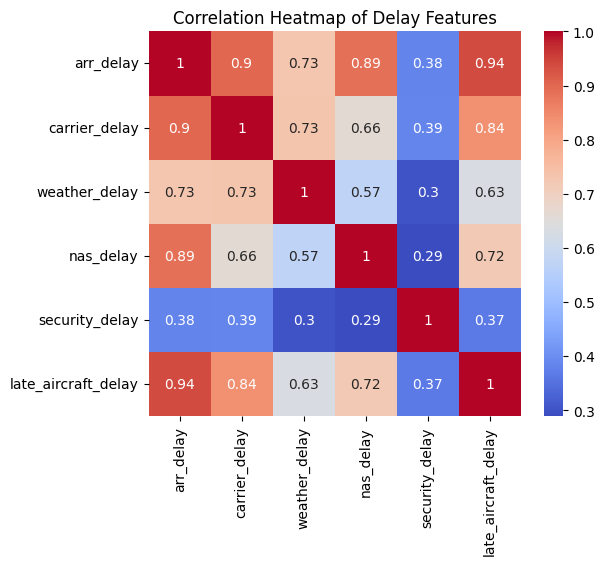 Correlation Heatmap of Delay Features
arr_delay 1 0.9 0.73 0.89 0.38 0.94
carrier_delay 0.9 1 0.73 0.66 0.39 0.84
weather_delay 0.73 0.73 1 0.57 0.3 0.63
nas_delay 0.89 0.66 0.57 1 0.29 0.72
security_delay 0.38 0.39 0.3 0.29 1 0.37
late_aircraft_delay 0.94 0.84 0.63 0.72 0.37 1
arr_delay
carrier_delay
weather_delay
nas_delay
security_delay
late_aircraft_delay
1.0
0.9
0.8
0.7
0.6
0.5
0.4
0.3